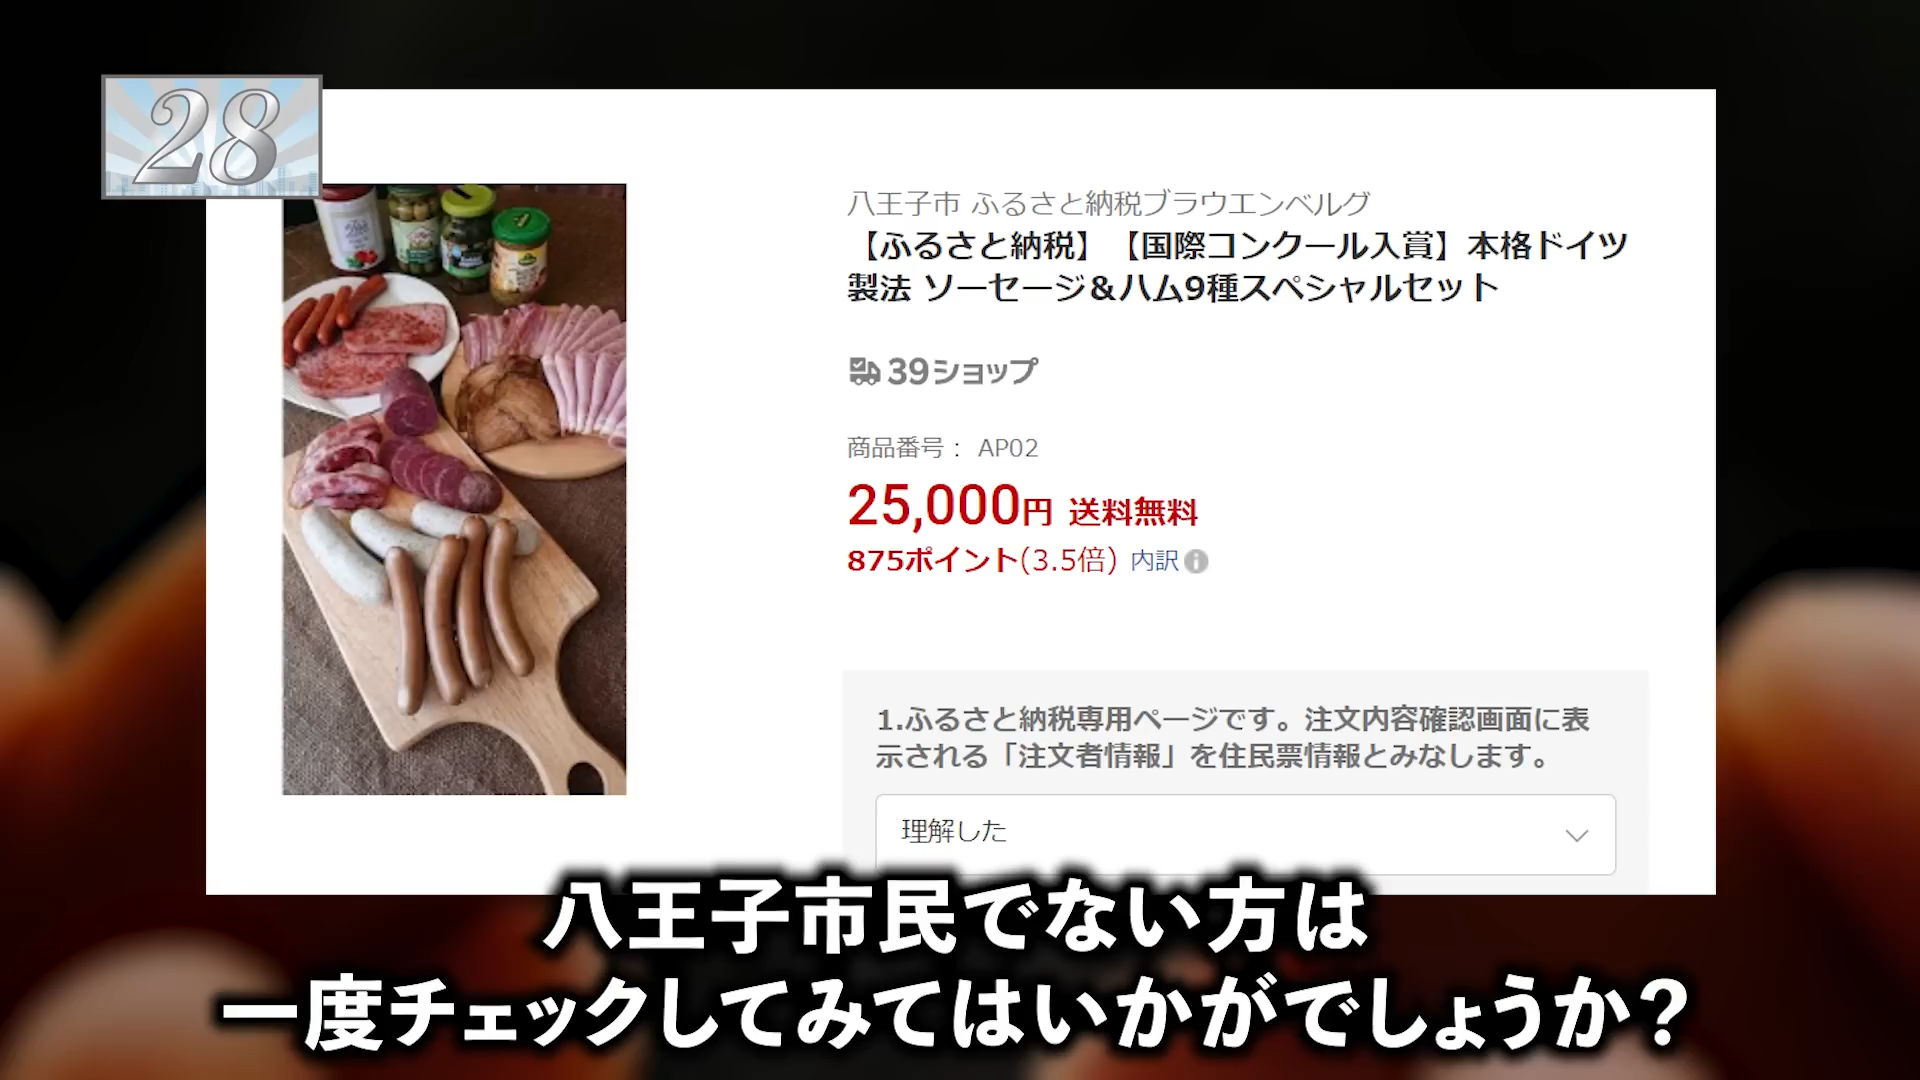 28
八王子市 ふるさと納税ブラウエンベルグ
【ふるさと納税】【国際コンクール入賞】本格ドイツ
製法 ソーセージ＆ハム9種スペシャルセット
39ショップ
商品番号： AP02
25,000円 送料無料
875ポイント(3.5倍) 内訳
1.ふるさと納税専用ページです。注文内容確認画面に表
示される「注文者情報」を住民票情報とみなします。
理解した
八王子市民でない方は
一度チェックしてみてはいかがでしょうか？